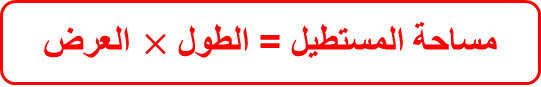 مساحة المستطيل = الطول × العرض